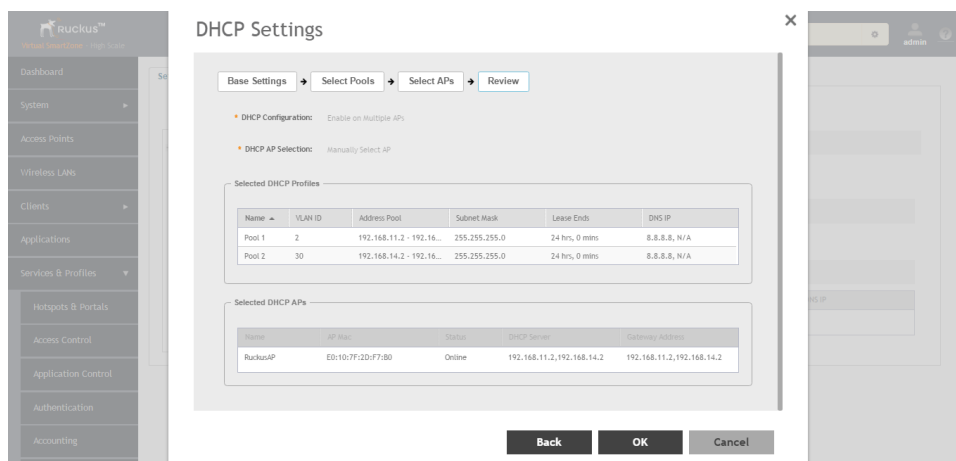 Ruckus™
Virtual SmartZone - High Scale
admin
Dashboard
System
Access Points
Wireless LANs
Clients
Applications
Services & Profiles
Hotspots & Portals
Access Control
Application Control
Authentication
Accounting
Se
NS IP
DHCP Settings
Base Settings → Select Pools → Select APs → Review
* DHCP Configuration: Enable on Multiple APs
* DHCP AP Selection: Manually Select AP
Selected DHCP Profiles
Name VLAN ID Address Pool Subnet Mask Lease Ends DNS IP
Pool 1 2 192.168.11.2 - 192.16... 255.255.255.0 24 hrs, 0 mins 8.8.8.8, N/A
Pool 2 30 192.168.14.2 - 192.16... 255.255.255.0 24 hrs, 0 mins 8.8.8.8, N/A
Selected DHCP APs
Name AP Mac Status DHCP Server Gateway Address
RuckusAP E0:10:7F:2D:F7:B0 Online 192.168.11.2,192.168.14.2 192.168.11.2,192.168.14.2
Back OK Cancel